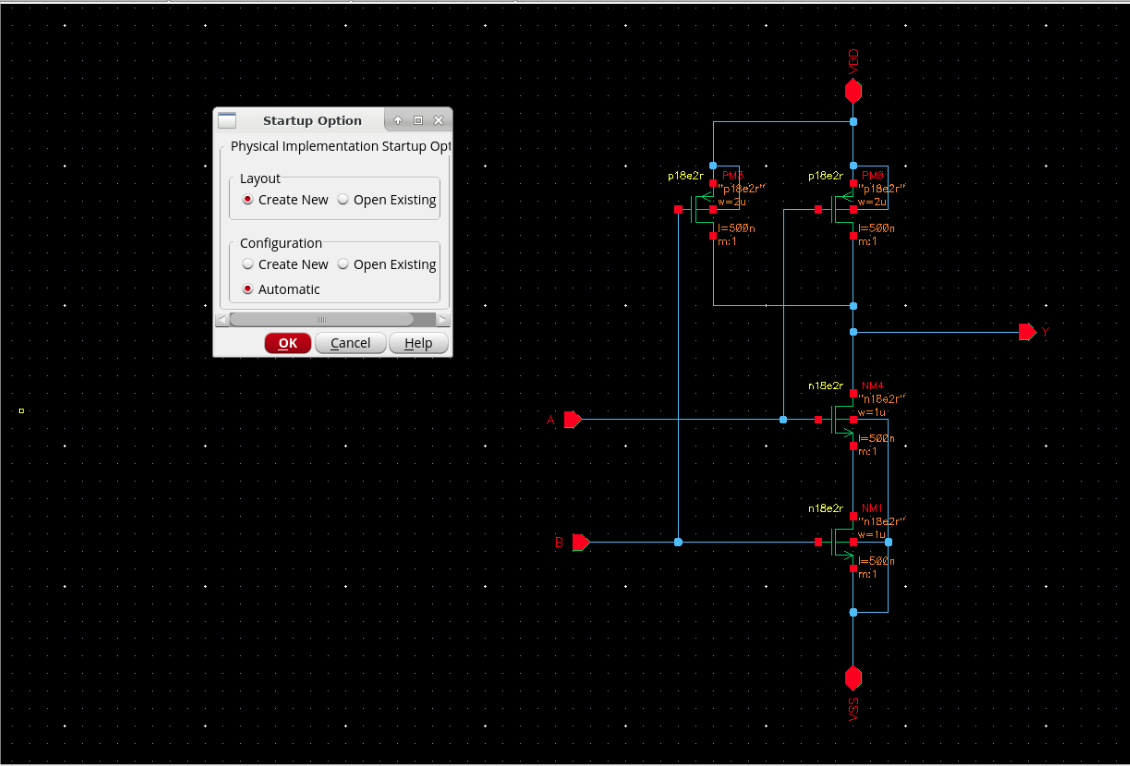 Startup Option
Physical Implementation Startup Opt
Layout
Create New Open Existing
Configuration
Create New Open Existing
Automatic
OK Cancel Help
VDD
p18e2r
"p18e2r"
w=2u
l=500n
m:1
p18e2r PM0
"p18e2r"
w=2u
l=500n
m:1
Y
n18e2r NM4
"n18e2r"
w=1u
l=500n
m:1
A
n18e2r NM1
"n18e2r"
w=1u
l=500n
m:1
B
VSS